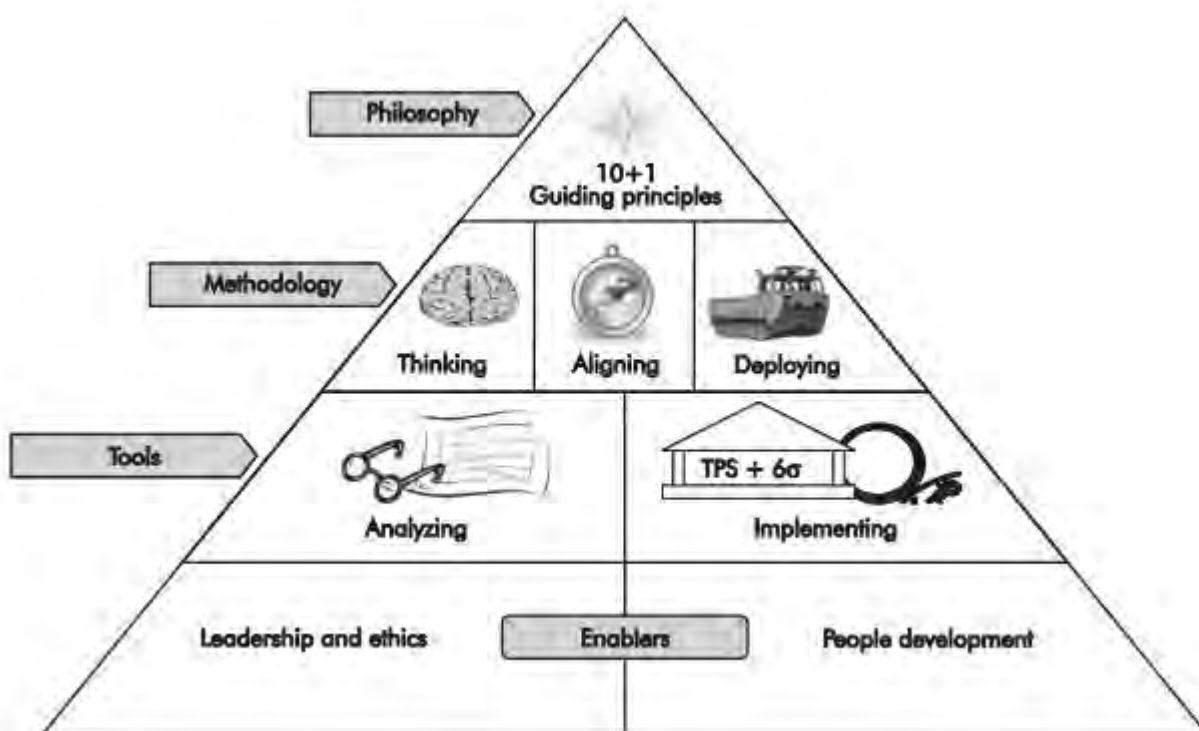 Philosophy
10+1
Guiding principles
Methodology
Thinking
Aligning
Deploying
Tools
TPS + 6σ
Analyzing
Implementing
Leadership and ethics
Enablers
People development